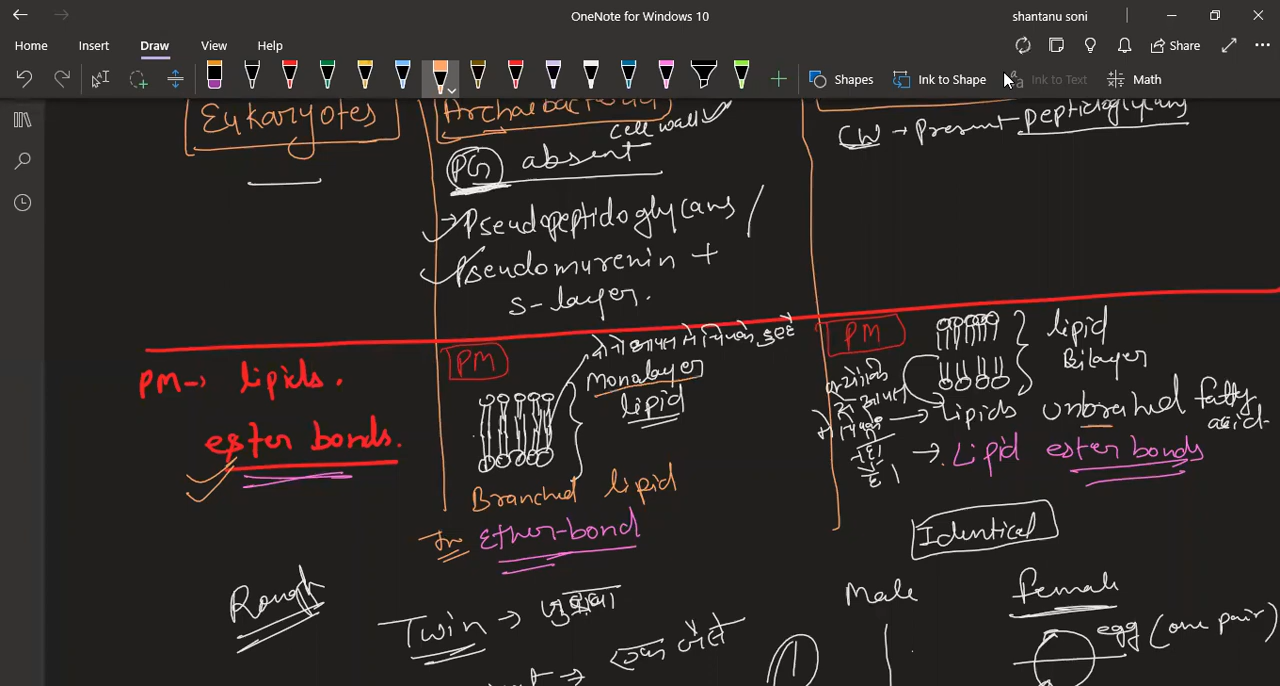 OneNote for Windows 10
shantanu soni
Home Insert Draw View Help
Share
Shapes
Ink to Shape
Ink to Text
Math
Eukaryotes
Archaebacteria
Cell wall
PG absent
→ Pseudopeptidoglycans /
Pseudomurenin +
S-layer.
CW → Present - peptidoglycans
PM → lipids.
ester bonds.
PM
Monolayer
lipid
Branched lipid
Ether-bond
PM
lipid
Bilayer
→ lipids unbrached fatty
acid
→ Lipid ester bonds
Identical
Rough
Twin →
Male
female
egg (one pair)
1